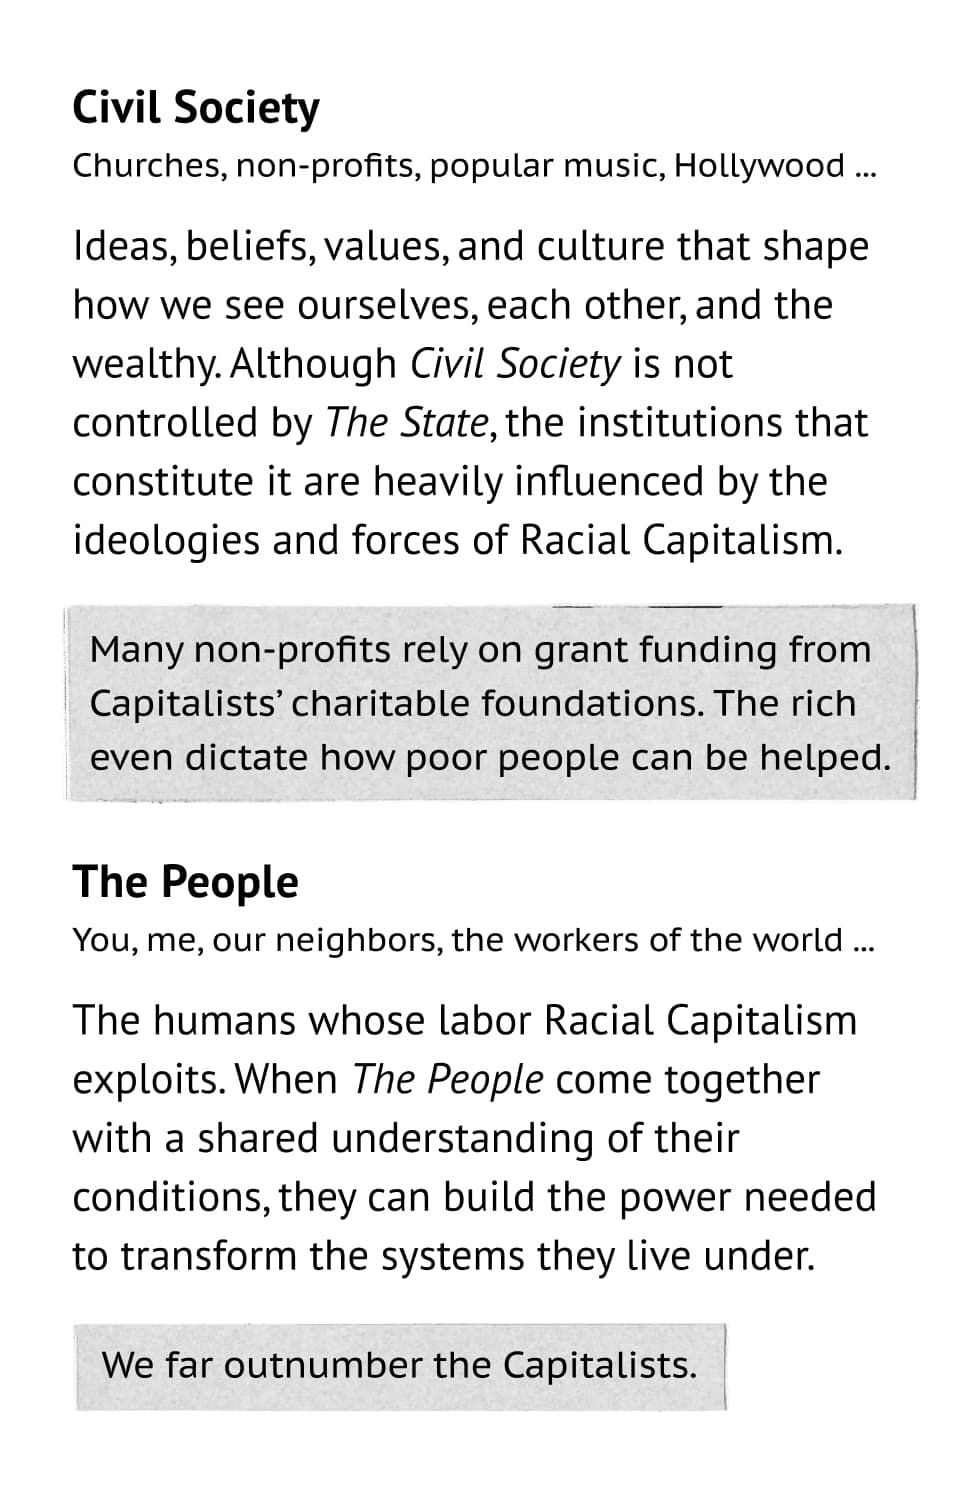 Civil Society
Churches, non-profits, popular music, Hollywood ...
Ideas, beliefs, values, and culture that shape
how we see ourselves, each other, and the
wealthy. Although Civil Society is not
controlled by The State, the institutions that
constitute it are heavily influenced by the
ideologies and forces of Racial Capitalism.
Many non-profits rely on grant funding from
Capitalists’ charitable foundations. The rich
even dictate how poor people can be helped.
The People
You, me, our neighbors, the workers of the world ...
The humans whose labor Racial Capitalism
exploits. When The People come together
with a shared understanding of their
conditions, they can build the power needed
to transform the systems they live under.
We far outnumber the Capitalists.